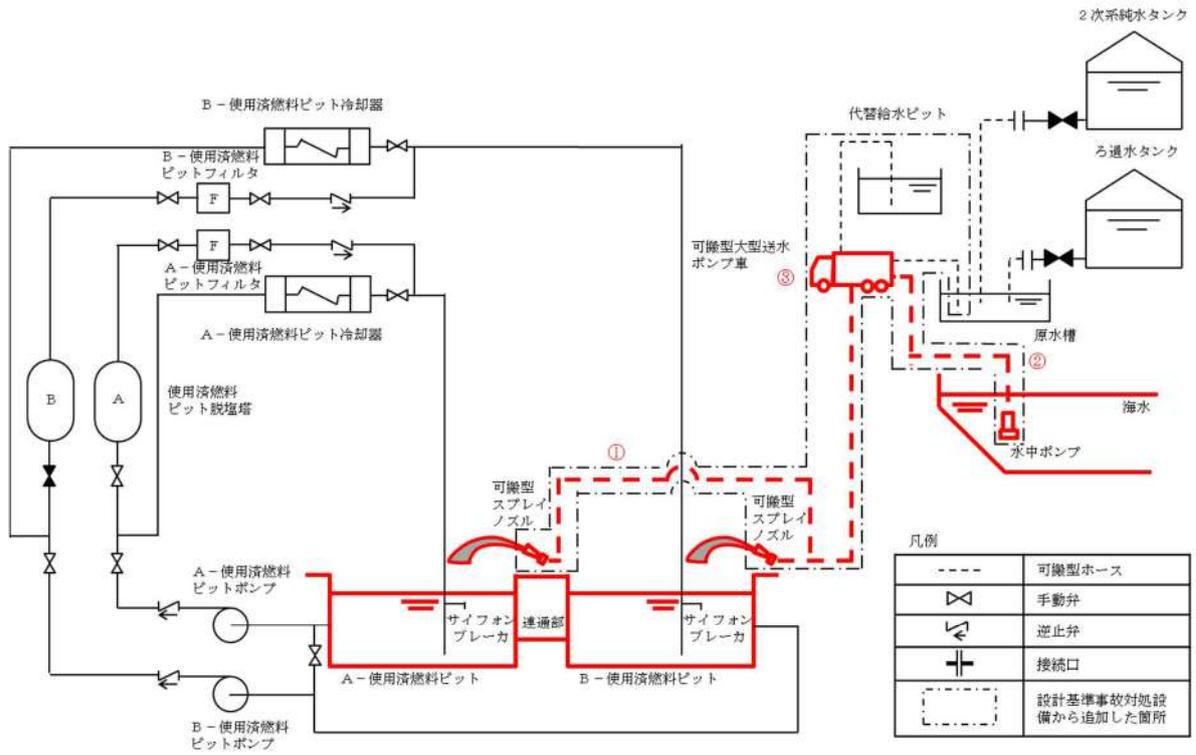 2次系純水タンク
B－使用済燃料ピット冷却器
代替給水ピット
B－使用済燃料
ピットフィルタ
ろ過水タンク
F
F
A－使用済燃料
ピットフィルタ
可搬型大型送水
ポンプ車
③
A－使用済燃料ピット冷却器
原水槽
②
B
A
使用済燃料
ピット脱塩塔
海水
①
水中ポンプ
可搬型
スプレイ
ノズル
可搬型
スプレイ
ノズル
A－使用済燃料
ピットポンプ
サイフォン
ブレーカ
連通部
サイフォン
ブレーカ
A－使用済燃料ピット
B－使用済燃料ピット
B－使用済燃料
ピットポンプ
凡例
可搬型ホース
手動弁
逆止弁
接続口
設計基準事故対処設
備から追加した箇所